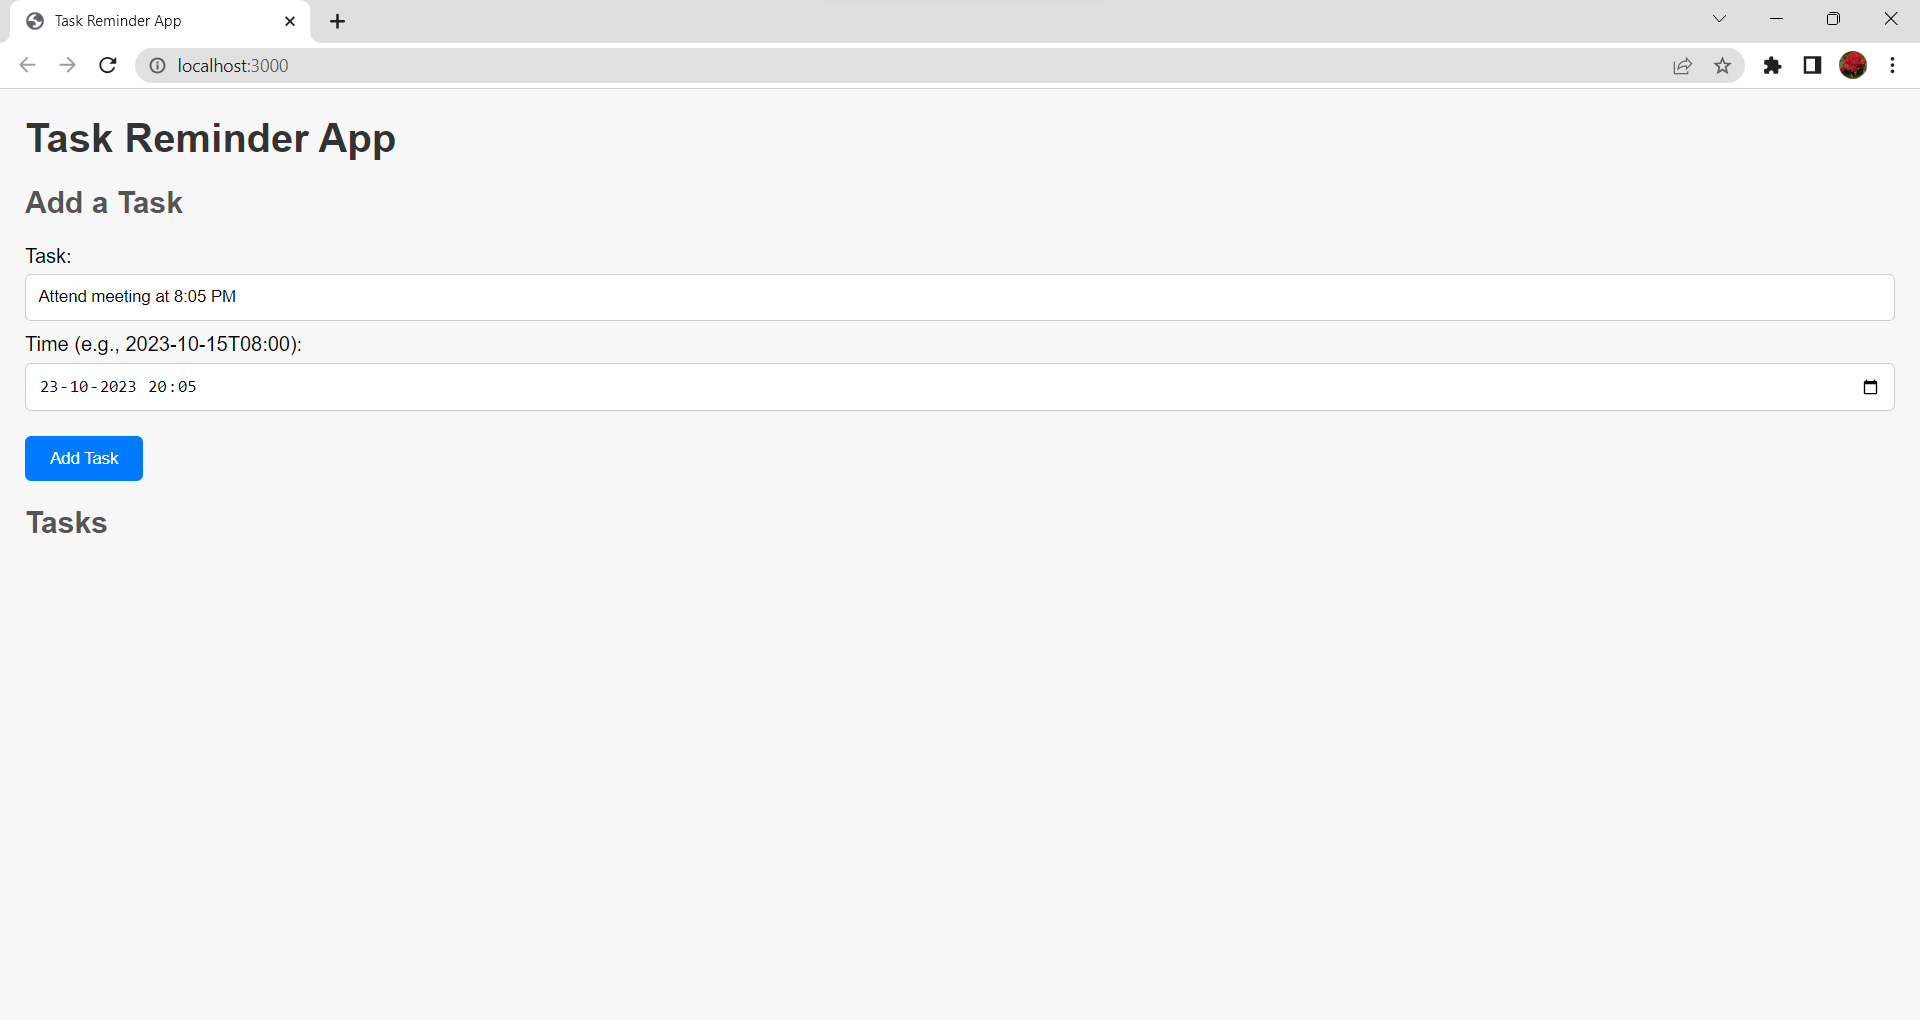 Task Reminder App
localhost:3000
Task Reminder App
Add a Task
Task:
Attend meeting at 8:05 PM
Time (e.g., 2023-10-15T08:00):
23-10-2023 20:05
Add Task
Tasks